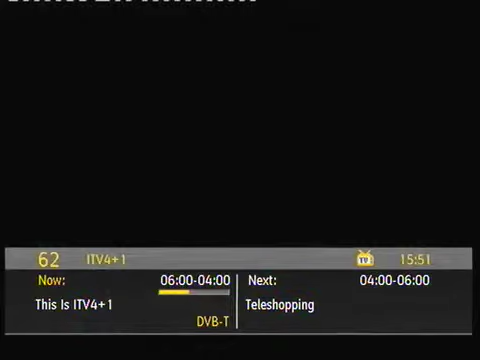 62 ITV4+1 TV 15:51
Now: 06:00-04:00 Next: 04:00-06:00
This Is ITV4+1 Teleshopping
DVB-T